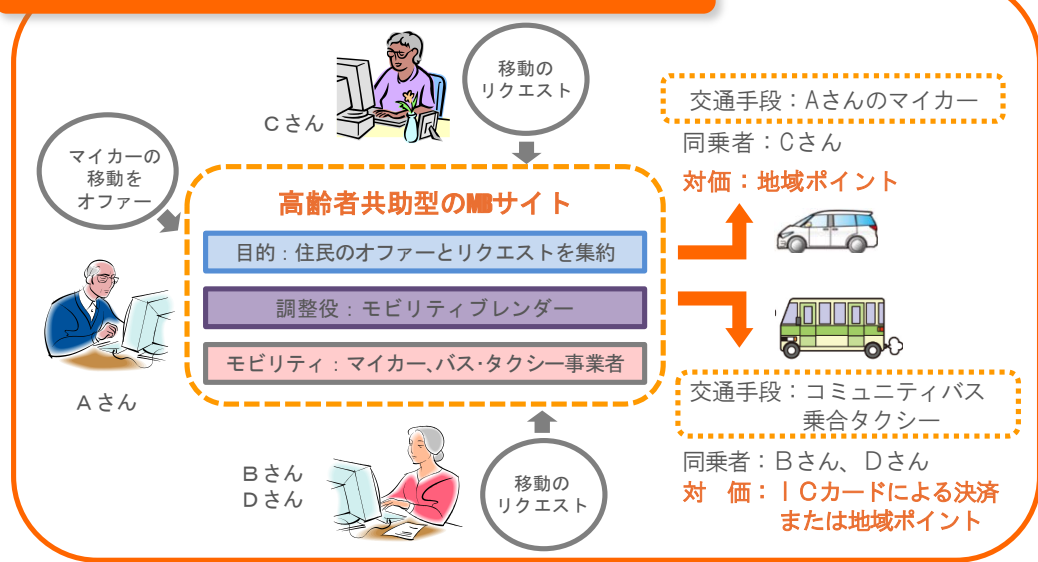 移動の
リクエスト
Cさん
マイカーの
移動を
オファー
高齢者共助型のMBサイト
目的：住民のオファーとリクエストを集約
調整役：モビリティブレンダー
モビリティ：マイカー、バス・タクシー事業者
Aさん
Bさん
Dさん
移動の
リクエスト
交通手段：Aさんのマイカー
同乗者：Cさん
対価：地域ポイント
交通手段：コミュニティバス
乗合タクシー
同乗者：Bさん、Dさん
対　価：ＩＣカードによる決済
または地域ポイント